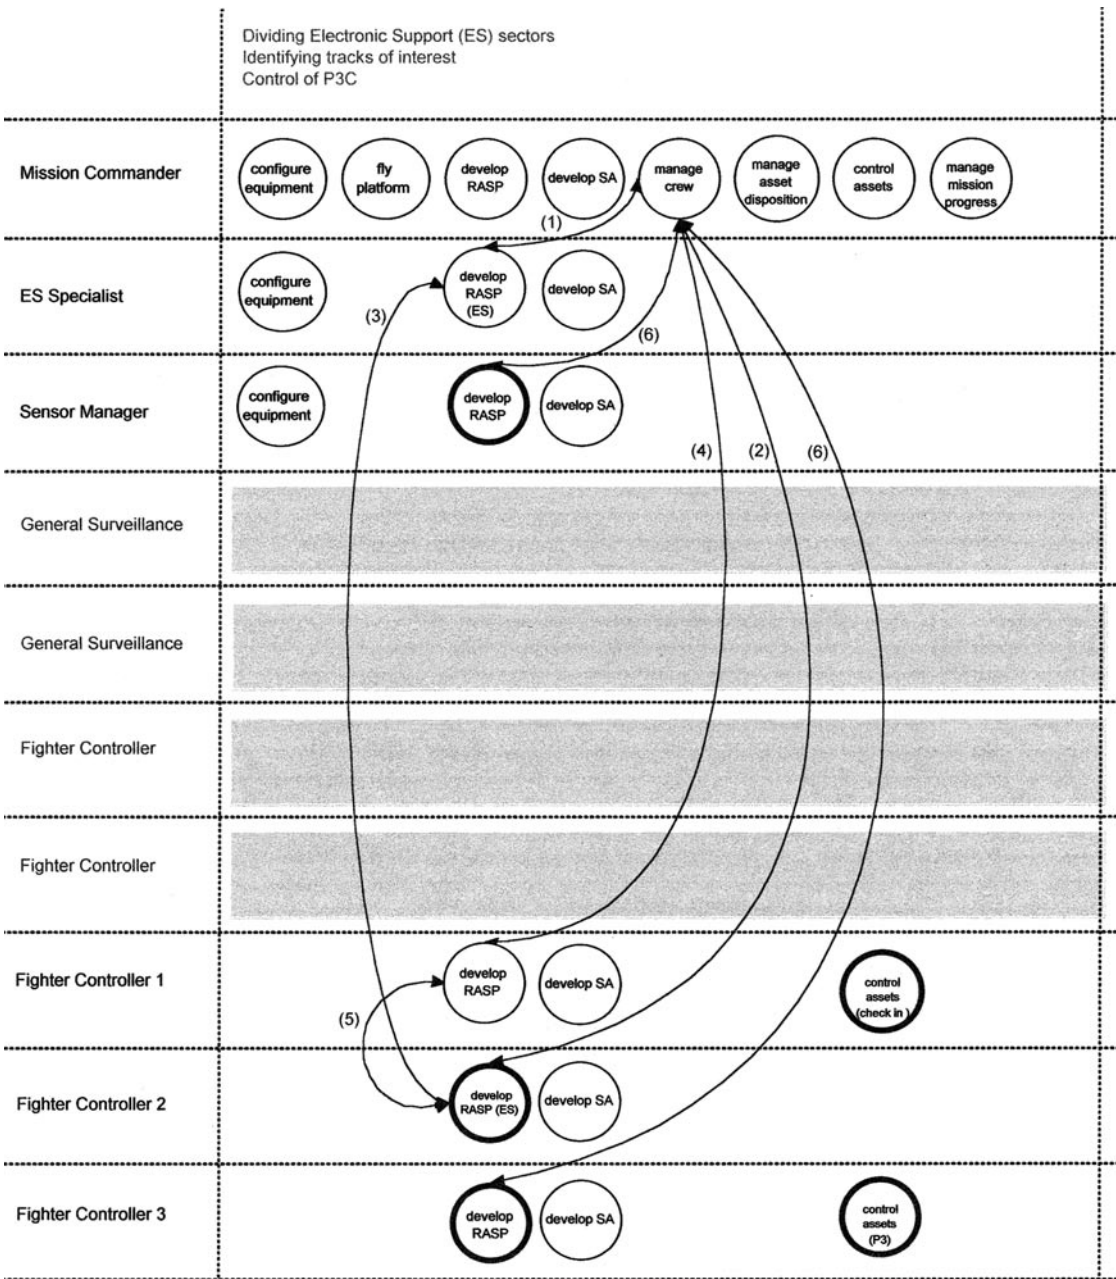 Dividing Electronic Support (ES) sectors
Identifying tracks of interest
Control of P3C
Mission Commander
configure
equipment
fly
platform
develop
RASP
develop SA
manage
crew
manage
asset
disposition
control
assets
manage
mission
progress
(1)
ES Specialist
configure
equipment
(3)
develop
RASP
(ES)
develop SA
(6)
Sensor Manager
configure
equipment
develop
RASP
develop SA
(4)
(2)
(6)
General Surveillance
General Surveillance
Fighter Controller
Fighter Controller
Fighter Controller 1
develop
RASP
develop SA
control
assets
(check in )
(5)
Fighter Controller 2
develop
RASP (ES)
develop SA
Fighter Controller 3
develop
RASP
develop SA
control
assets
(P3)